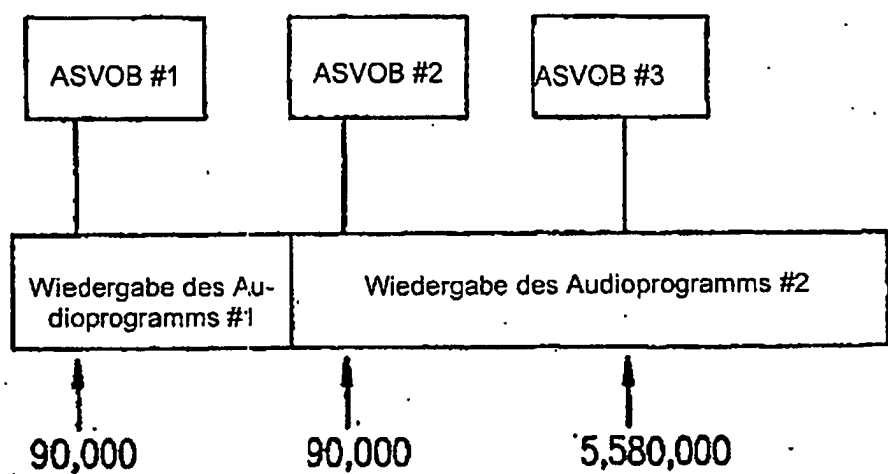 ASVOB #1
ASVOB #2
ASVOB #3
Wiedergabe des Au-
dioprogramms #1
Wiedergabe des Audioprogramms #2
90,000
90,000
5,580,000